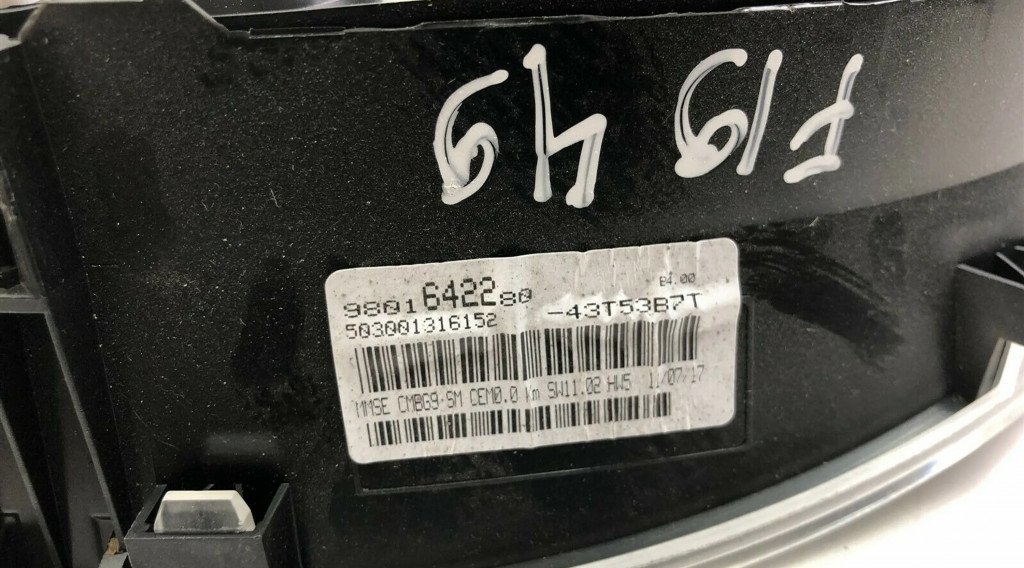 F19 49
B4.00
9801642280 -43T53B7T
503001316152
MMSE CMBG9-SM CEM0.0 Km SW11.02 HW5 11/07/17